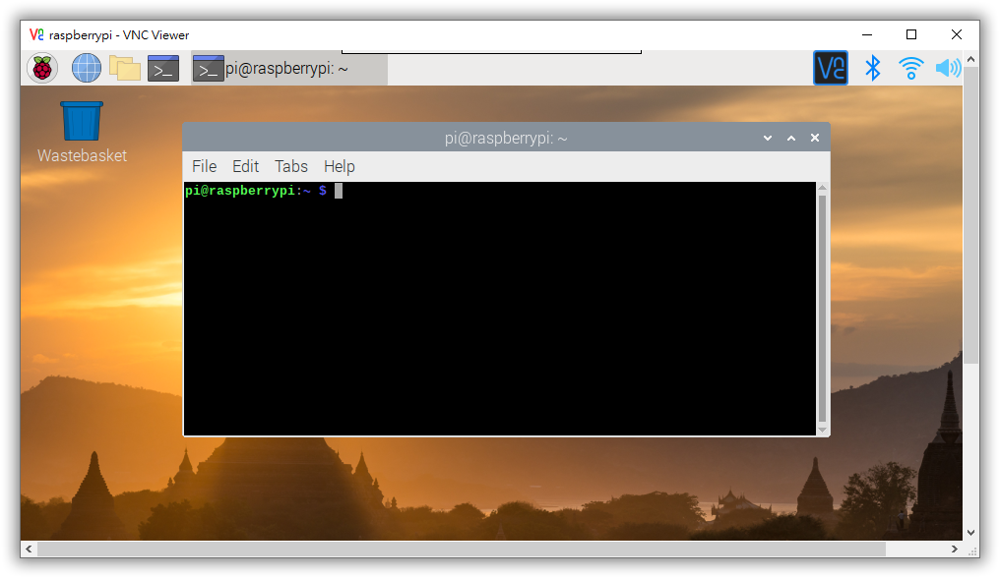 raspberrypi - VNC Viewer
pi@raspberrypi: ~
Wastebasket
pi@raspberrypi: ~
File Edit Tabs Help
pi@raspberrypi:~ $